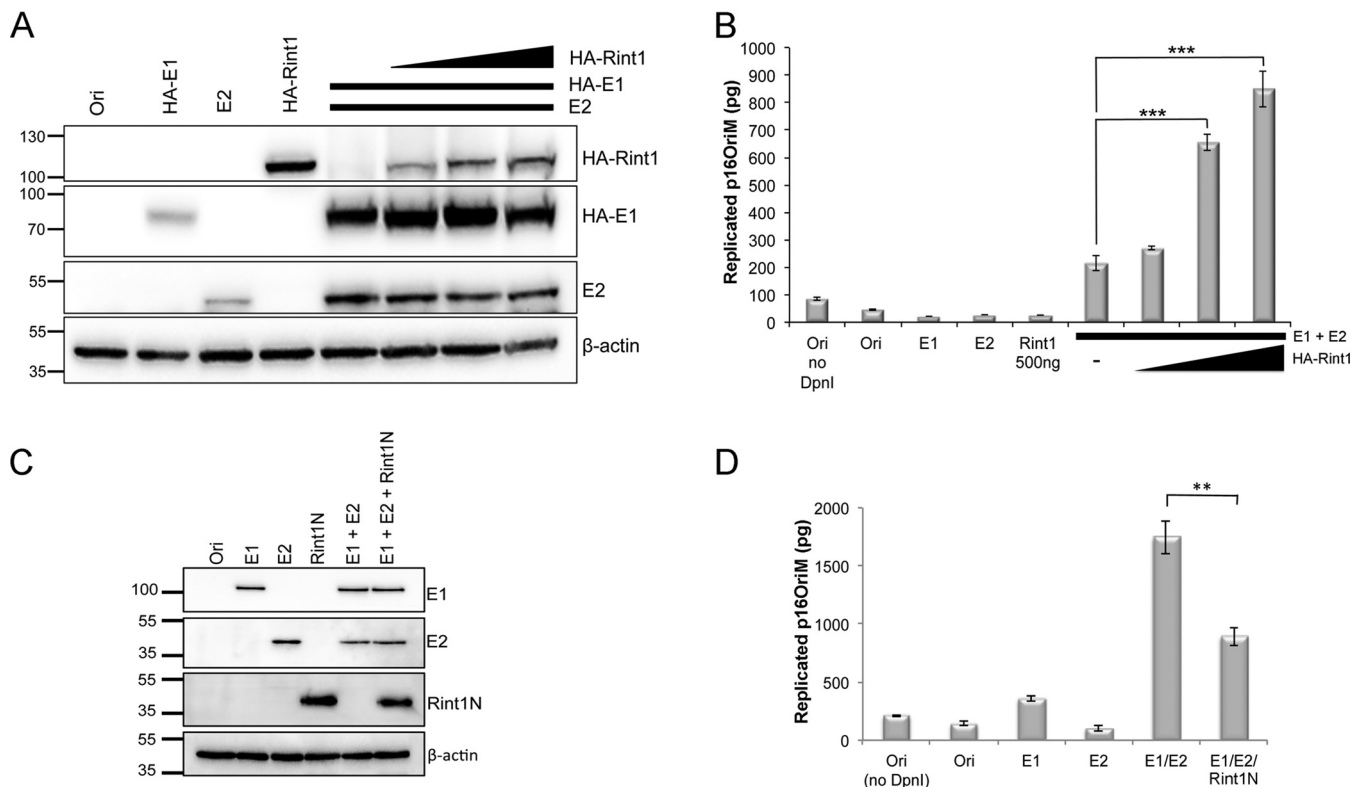 A
Ori
HA-E1
E2
HA-Rint1
HA-Rint1
HA-E1
E2
130
100
HA-Rint1
100
70
HA-E1
55
E2
55
35
β-actin
B
Replicated p16OriM (pg)
1000
900
800
700
600
500
400
300
200
100
0
***
***
Ori
no
DpnI
Ori
E1
E2
Rint1
500ng
-
E1 + E2
HA-Rint1
C
Ori
E1
E2
Rint1N
E1 + E2
E1 + E2 + Rint1N
100
E1
55
35
E2
55
35
Rint1N
55
35
β-actin
D
Replicated p16OriM (pg)
2000
1500
1000
500
0
**
Ori
(no DpnI)
Ori
E1
E2
E1/E2
E1/E2/
Rint1N